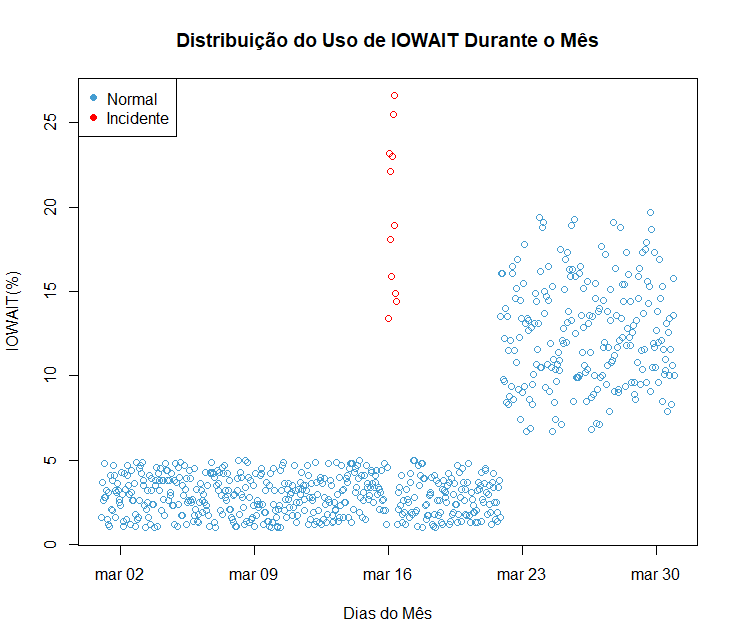 Distribuição do Uso de IOWAIT Durante o Mês
Normal
Incidente
IOWAIT(%)
25
20
15
10
5
0
mar 02
mar 09
mar 16
mar 23
mar 30
Dias do Mês